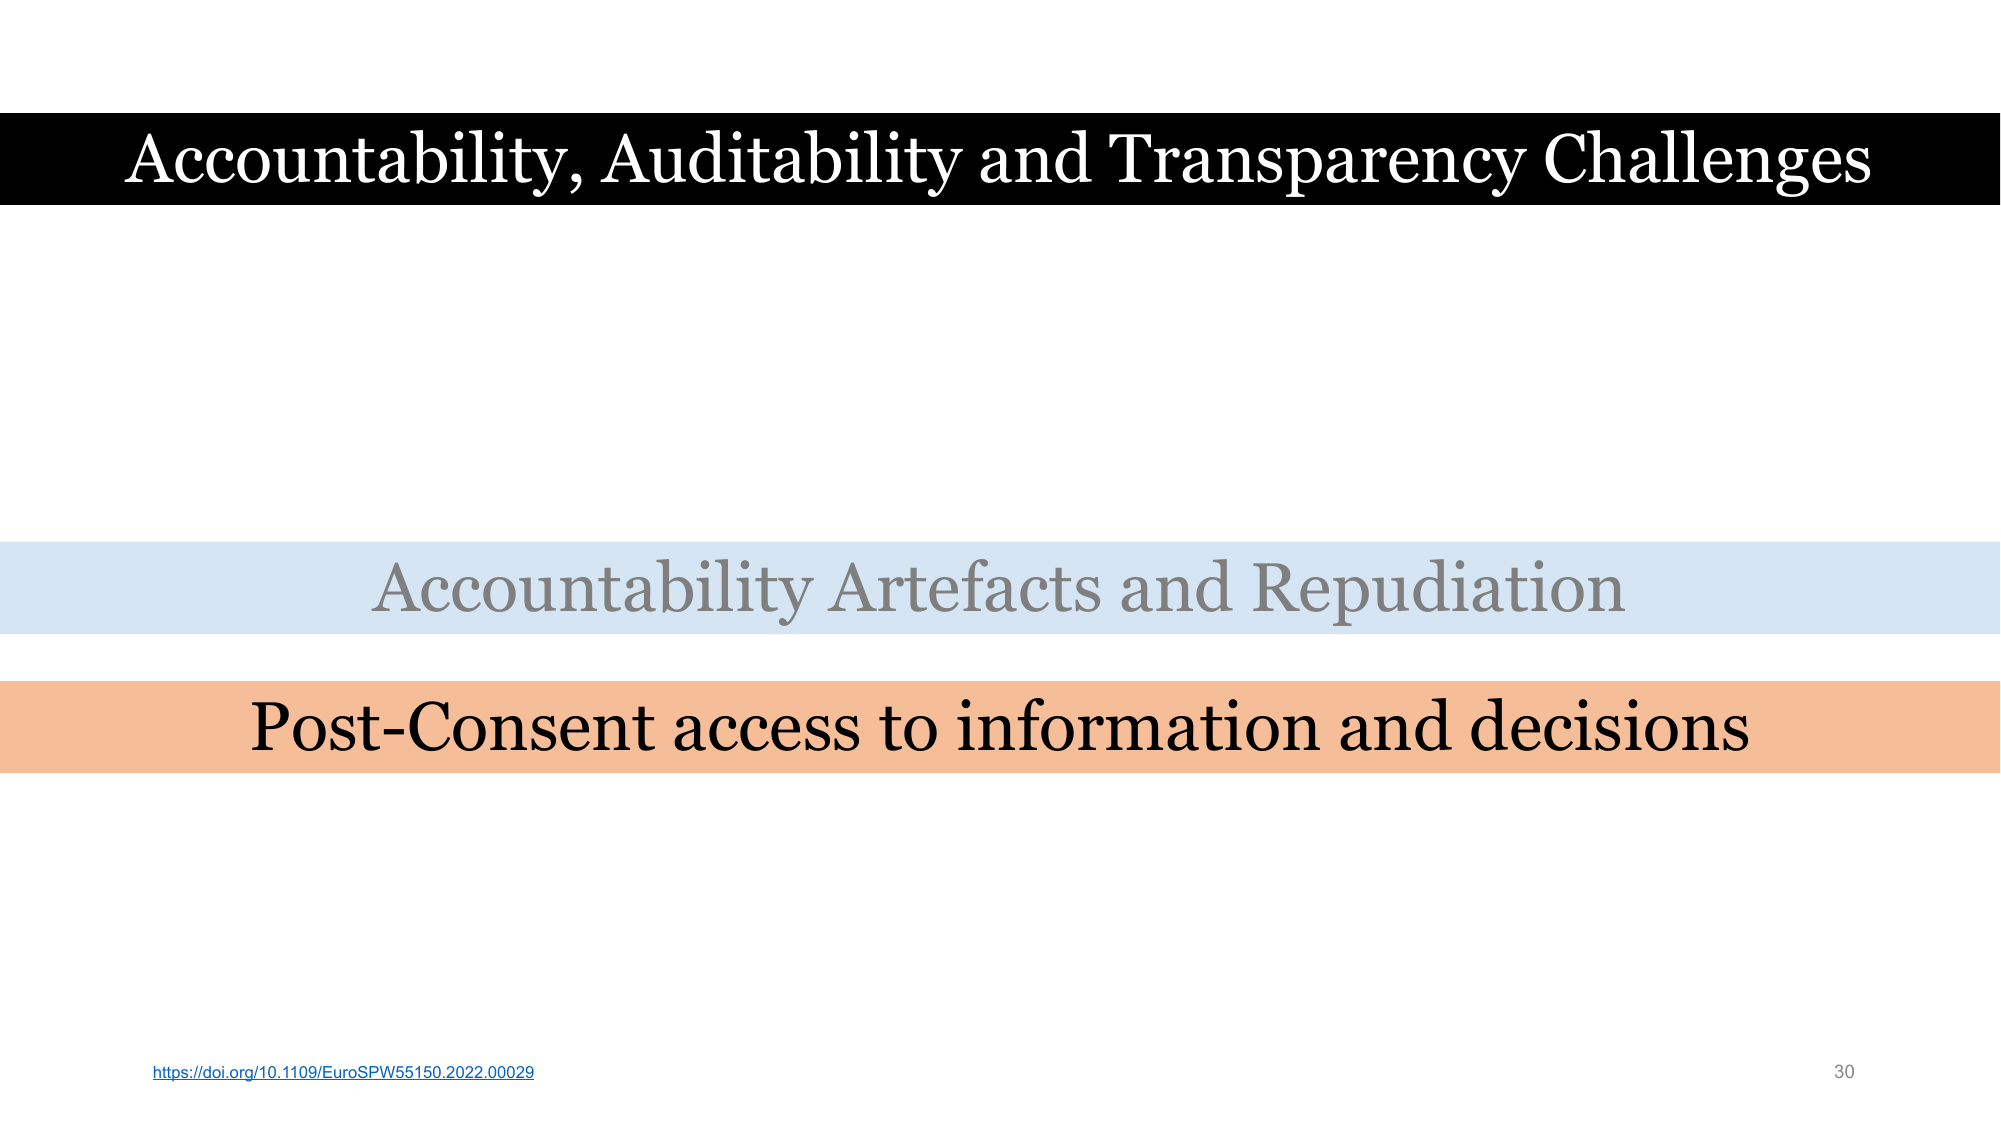 Accountability, Auditability and Transparency Challenges
Accountability Artefacts and Repudiation
Post-Consent access to information and decisions
https://doi.org/10.1109/EuroSPW55150.2022.00029
30